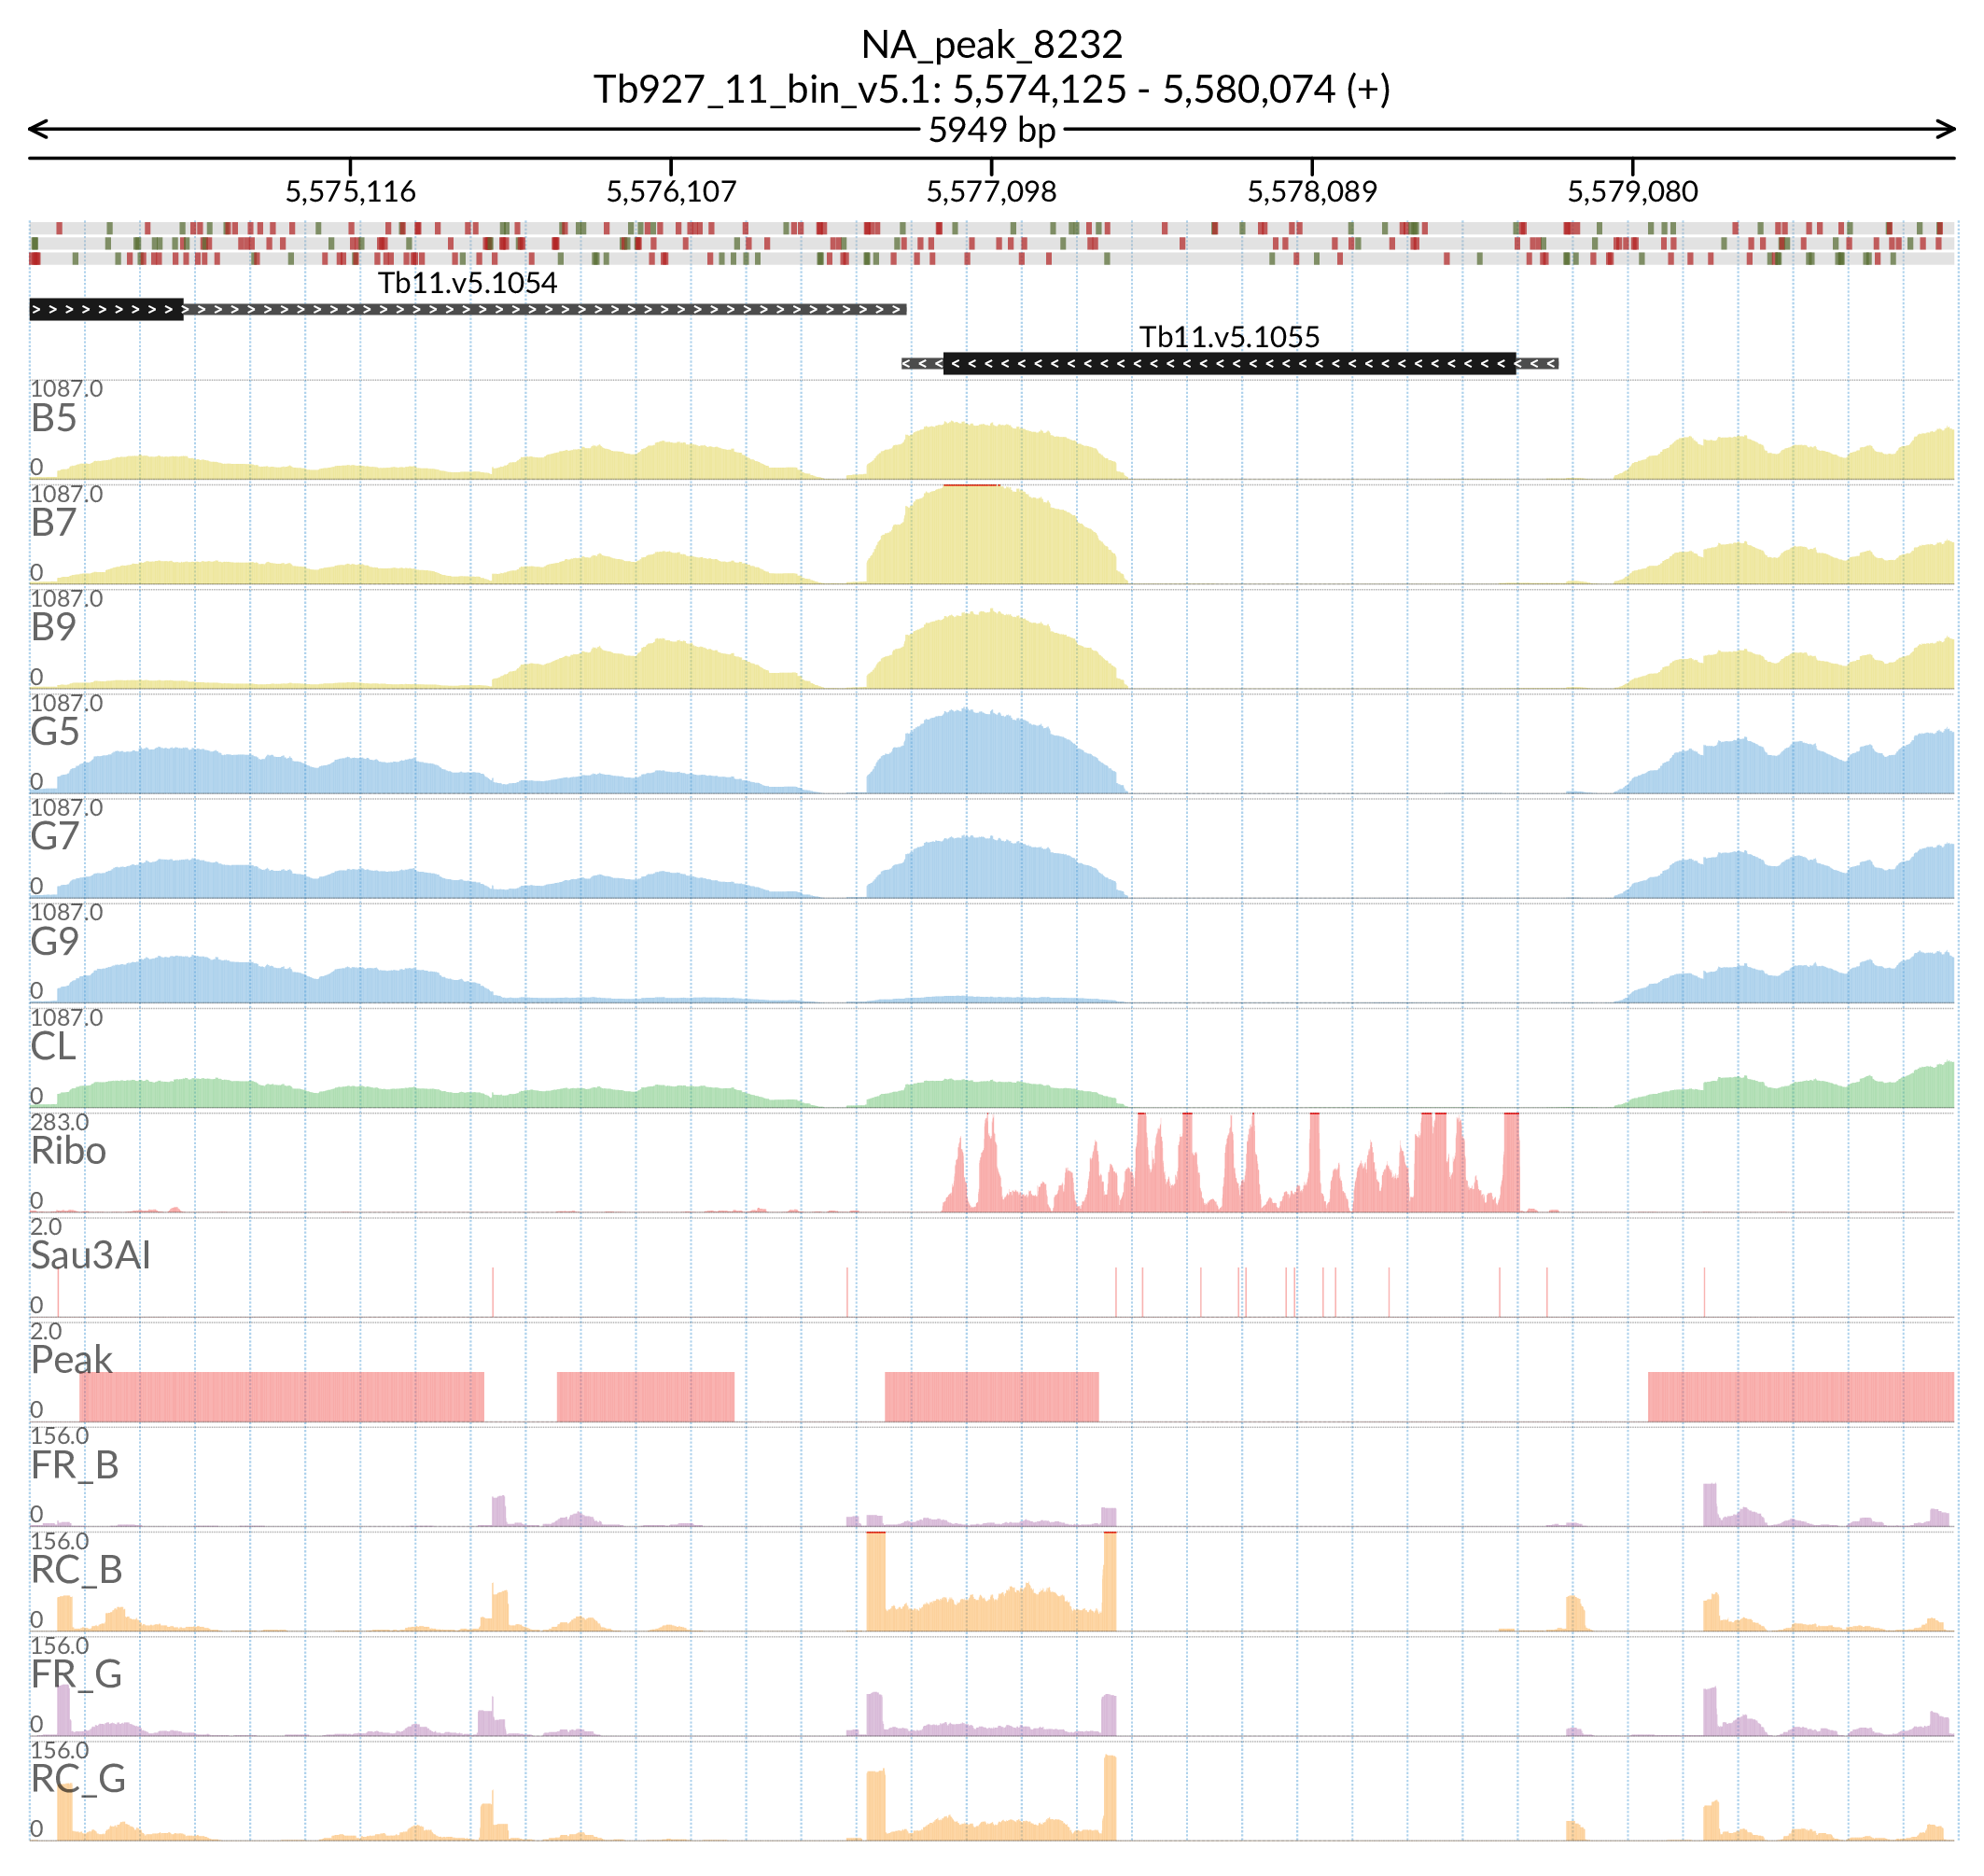 NA_peak_8232
Tb927_11_bin_v5.1: 5,574,125 - 5,580,074 (+)
5949 bp
5,575,116 5,576,107 5,577,098 5,578,089 5,579,080
Tb11.v5.1054
Tb11.v5.1055
1087.0
B5
0
1087.0
B7
0
1087.0
B9
0
1087.0
G5
0
1087.0
G7
0
1087.0
G9
0
1087.0
CL
0
283.0
Ribo
0
2.0
Sau3AI
0
2.0
Peak
0
156.0
FR_B
0
156.0
RC_B
0
156.0
FR_G
0
156.0
RC_G
0